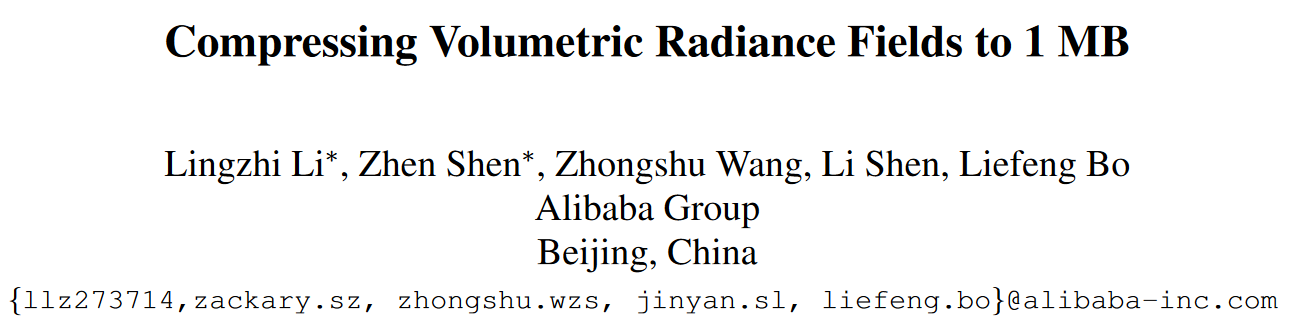 Compressing Volumetric Radiance Fields to 1 MB
Lingzhi Li*, Zhen Shen*, Zhongshu Wang, Li Shen, Liefeng Bo
Alibaba Group
Beijing, China
{llz273714,zackary.sz, zhongshu.wzs, jinyan.sl, liefeng.bo}@alibaba-inc.com